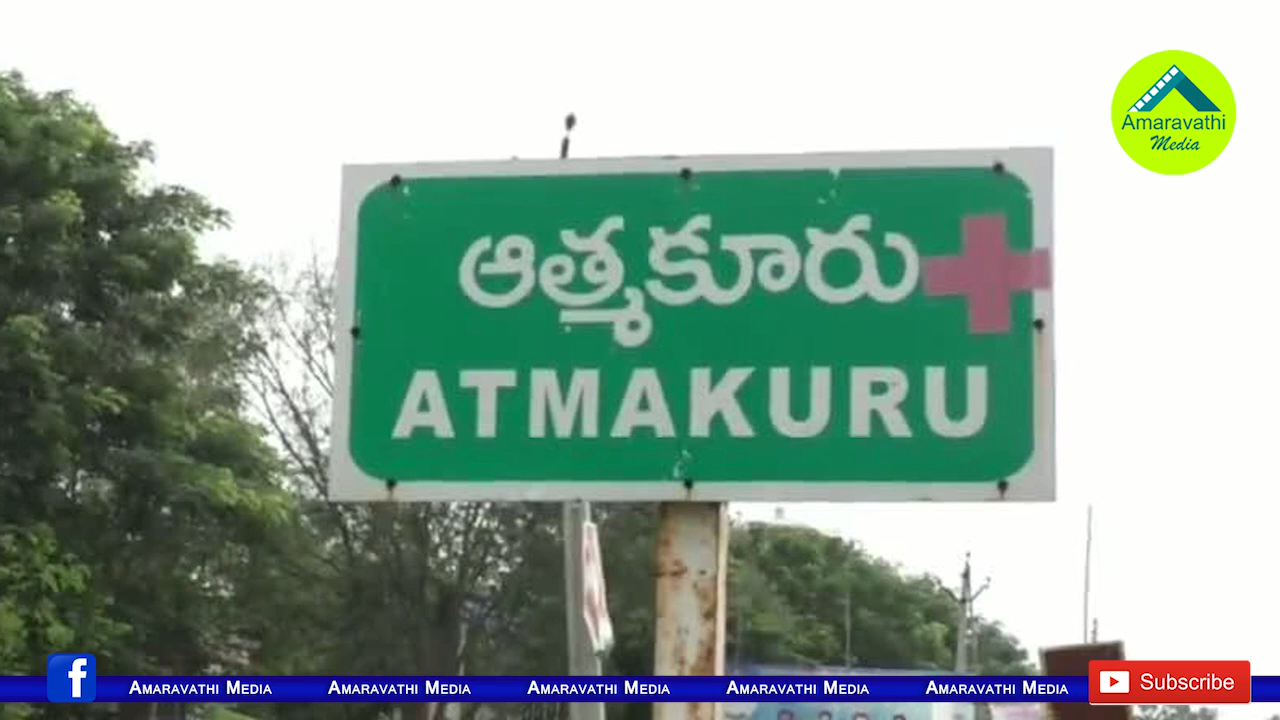 Amaravathi
Media
ఆత్మకూరు
ATMAKURU
f Amaravathi Media Amaravathi Media Amaravathi Media Amaravathi Media Amaravathi Media Subscribe